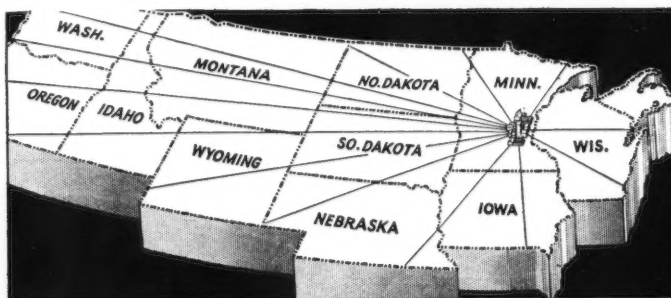 WASH.
MONTANA
NO. DAKOTA
MINN.
OREGON
IDAHO
WYOMING
SO. DAKOTA
WIS.
NEBRASKA
IOWA